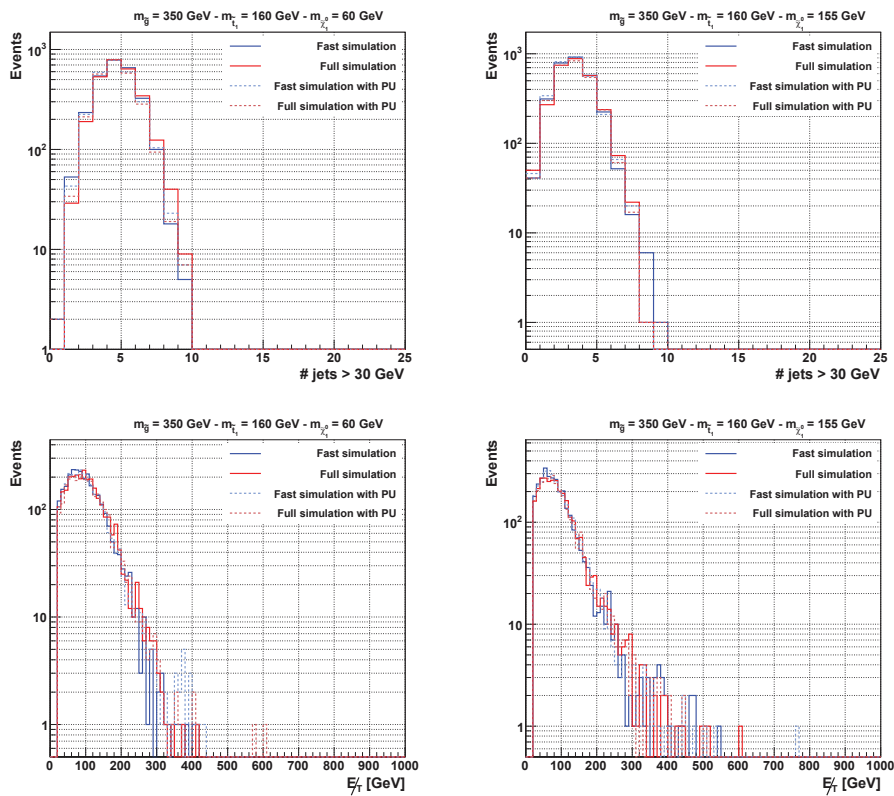 m_g̃ = 350 GeV - m_t̃₁ = 160 GeV - m_χ̃₁⁰ = 60 GeV
Events
10³
10²
10
1
Fast simulation
Full simulation
Fast simulation with PU
Full simulation with PU
0 5 10 15 20 25
# jets > 30 GeV
m_g̃ = 350 GeV - m_t̃₁ = 160 GeV - m_χ̃₁⁰ = 155 GeV
Events
10³
10²
10
1
Fast simulation
Full simulation
Fast simulation with PU
Full simulation with PU
0 5 10 15 20 25
# jets > 30 GeV
m_g̃ = 350 GeV - m_t̃₁ = 160 GeV - m_χ̃₁⁰ = 60 GeV
Events
10²
10
1
Fast simulation
Full simulation
Fast simulation with PU
Full simulation with PU
0 100 200 300 400 500 600 700 800 900 1000
E̸_T [GeV]
m_g̃ = 350 GeV - m_t̃₁ = 160 GeV - m_χ̃₁⁰ = 155 GeV
Events
10²
10
1
Fast simulation
Full simulation
Fast simulation with PU
Full simulation with PU
0 100 200 300 400 500 600 700 800 900 1000
E̸_T [GeV]